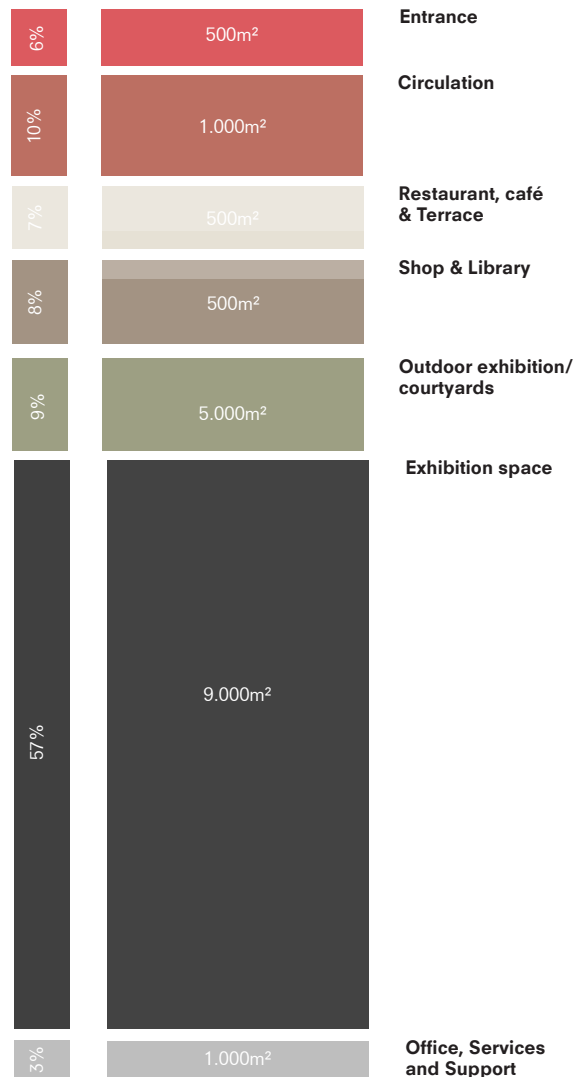 6%
500m²
Entrance
10%
1.000m²
Circulation
7%
500m²
Restaurant, café
& Terrace
8%
500m²
Shop & Library
9%
5.000m²
Outdoor exhibition/
courtyards
57%
9.000m²
Exhibition space
3%
1.000m²
Office, Services
and Support